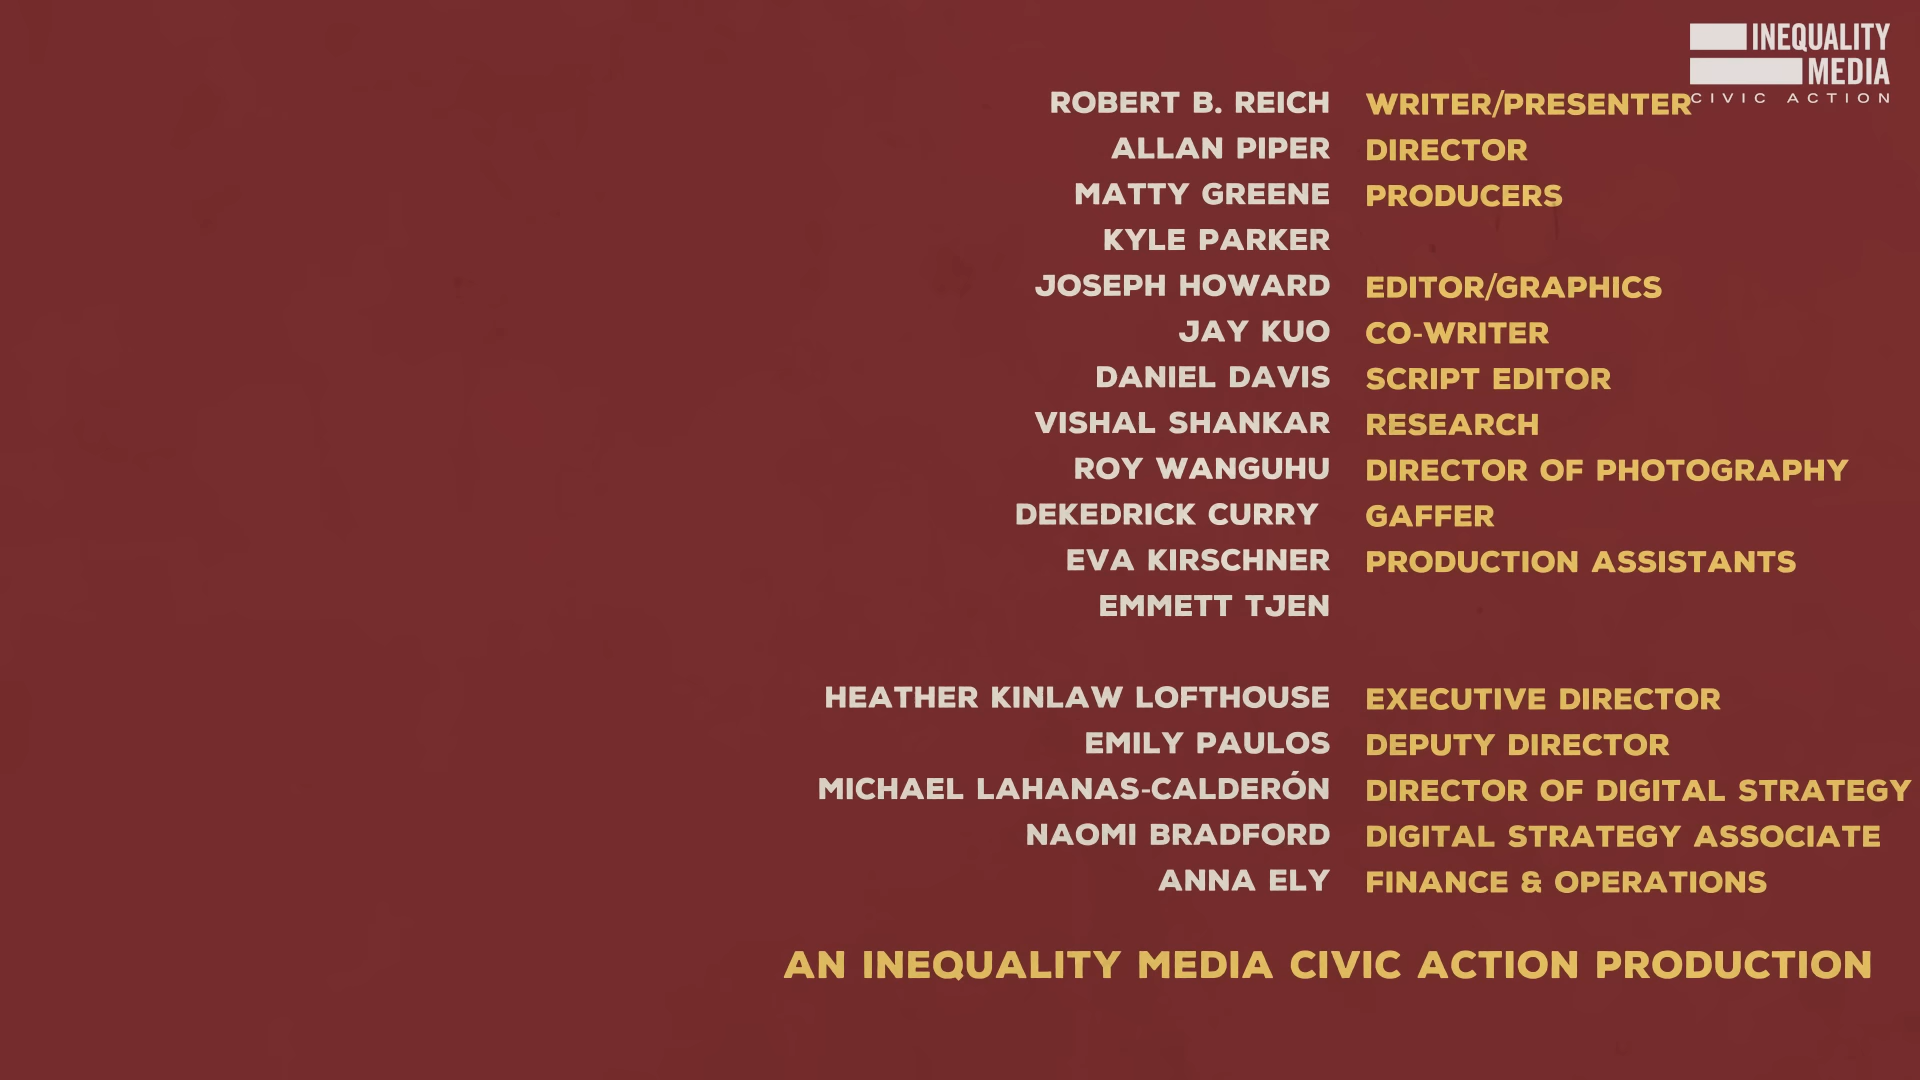 INEQUALITY
MEDIA
CIVIC ACTION
ROBERT B. REICH WRITER/PRESENTER
ALLAN PIPER DIRECTOR
MATTY GREENE PRODUCERS
KYLE PARKER
JOSEPH HOWARD EDITOR/GRAPHICS
JAY KUO CO-WRITER
DANIEL DAVIS SCRIPT EDITOR
VISHAL SHANKAR RESEARCH
ROY WANGUHU DIRECTOR OF PHOTOGRAPHY
DEKEDRICK CURRY GAFFER
EVA KIRSCHNER PRODUCTION ASSISTANTS
EMMETT TJEN
HEATHER KINLAW LOFTHOUSE EXECUTIVE DIRECTOR
EMILY PAULOS DEPUTY DIRECTOR
MICHAEL LAHANAS-CALDERÓN DIRECTOR OF DIGITAL STRATEGY
NAOMI BRADFORD DIGITAL STRATEGY ASSOCIATE
ANNA ELY FINANCE & OPERATIONS
AN INEQUALITY MEDIA CIVIC ACTION PRODUCTION